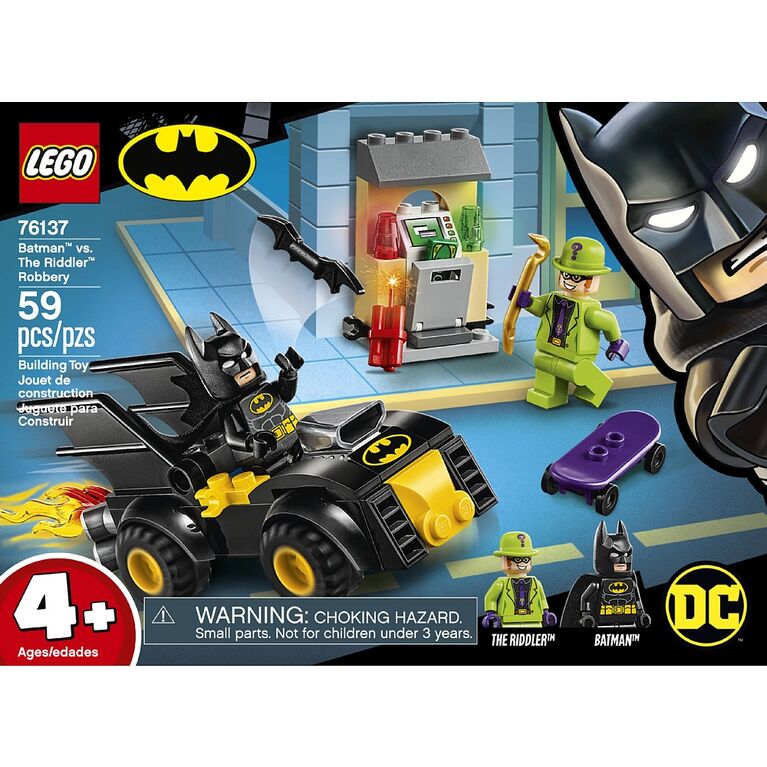 LEGO
76137
Batman™ vs.
The Riddler™
Robbery
59
pcs/pzs
Building Toy
Jouet de
construction
Juguete para
Construir
?
4+
Ages/edades
WARNING: CHOKING HAZARD.
Small parts. Not for children under 3 years.
?
THE RIDDLER™
BATMAN™
DC